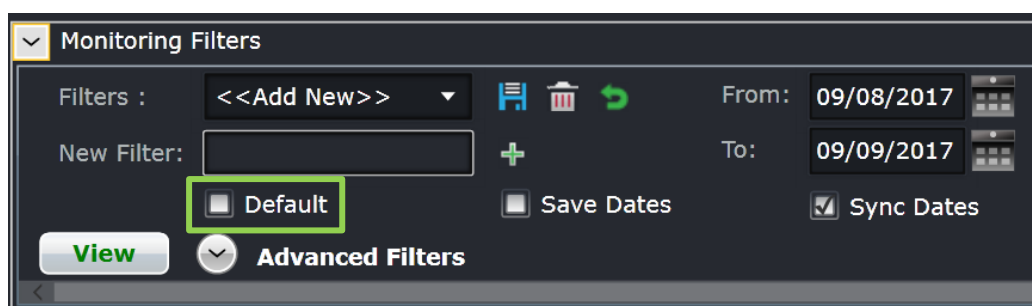 Monitoring Filters
Filters : <<Add New>> From: 09/08/2017
New Filter: To: 09/09/2017
Default Save Dates Sync Dates
View Advanced Filters